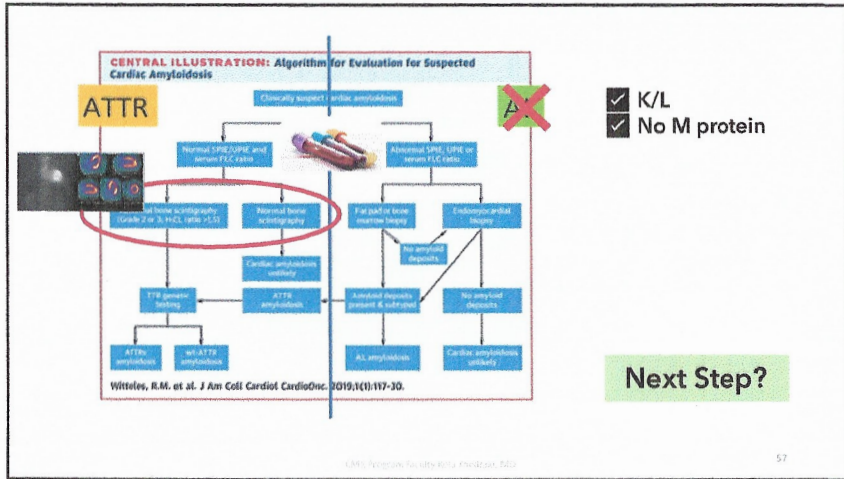 CENTRAL ILLUSTRATION: Algorithm for Evaluation for Suspected
Cardiac Amyloidosis
ATTR
Clinically suspect cardiac amyloidosis
K/L
No M protein
Normal SPIE/UPIE and
serum FLC ratio
Abnormal SPIE, UPIE or
serum FLC ratio
bone scintigraphy
(Grade 2 or 3, H:CL ratio >1.5)
Normal bone
scintigraphy
Fat pad or bone
marrow biopsy
Endomyocardial
biopsy
No amyloid
deposits
Cardiac amyloidosis
unlikely
TTR genetic
testing
ATTR
amyloidosis
Amyloid deposits
present & subtyped
No amyloid
deposits
ATTRv
amyloidosis
wt-ATTR
amyloidosis
AL amyloidosis
Cardiac amyloidosis
unlikely
Next Step?
Witteles, R.M. et al. J Am Coll Cardiol CardioOnc. 2019;1(1):117-30.
57